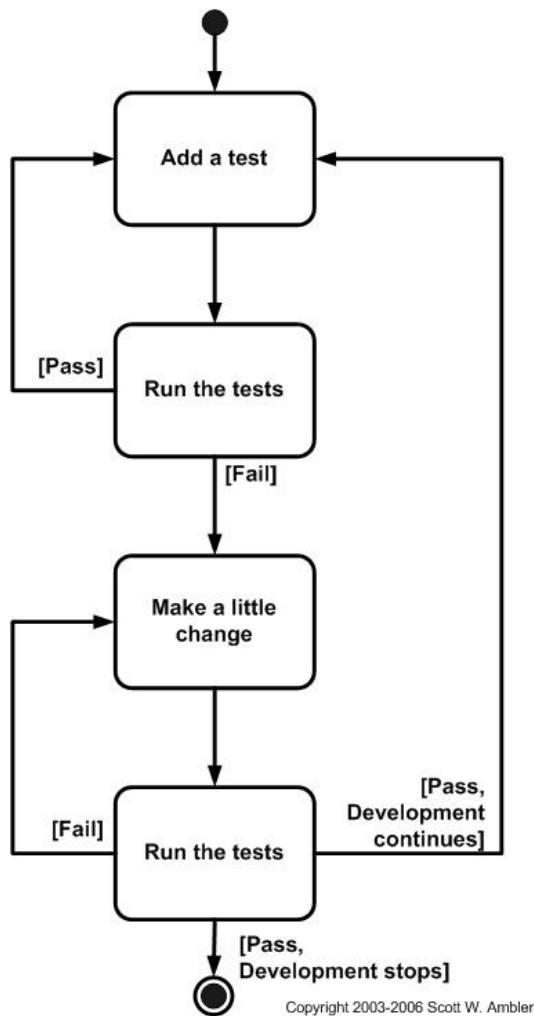 Add a test
[Pass]
Run the tests
[Fail]
Make a little
change
[Pass,
Development
continues]
[Fail]
Run the tests
[Pass,
Development stops]
Copyright 2003-2006 Scott W. Ambler